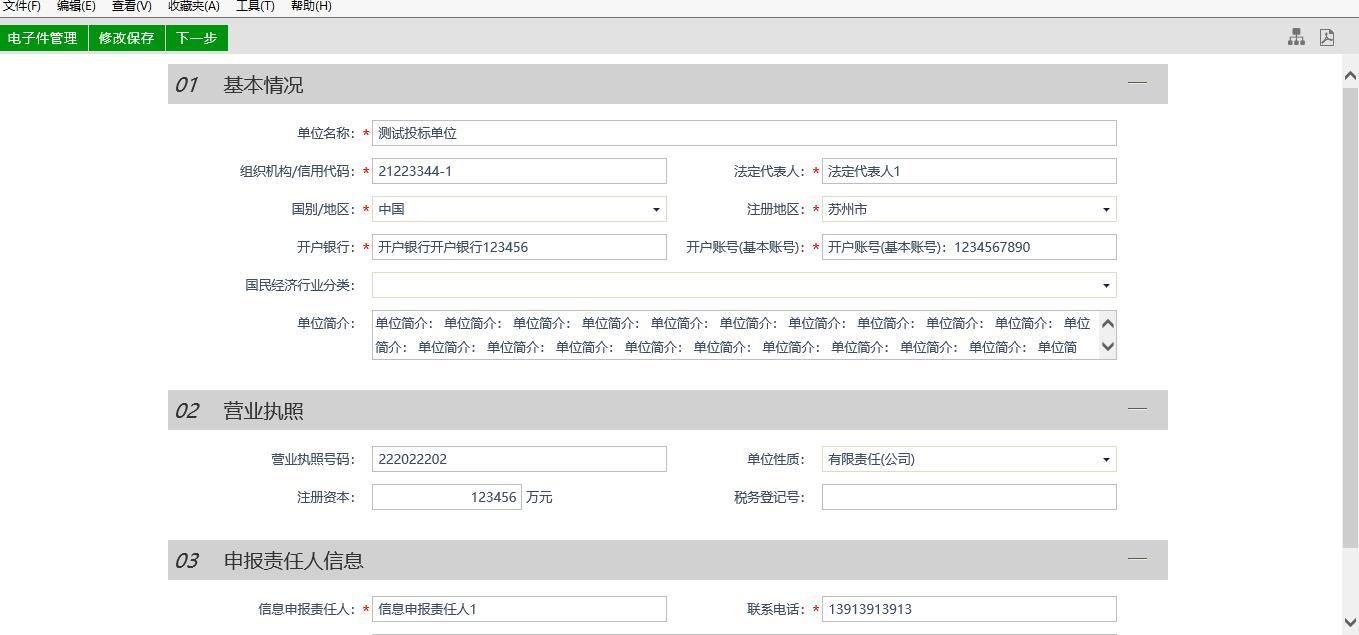 文件(F) 编辑(E) 查看(V) 收藏夹(A) 工具(T) 帮助(H)
电子件管理 修改保存 下一步
01 基本情况
单位名称：* 测试投标单位
组织机构/信用代码：* 21223344-1 法定代表人：* 法定代表人1
国别/地区：* 中国 注册地区：* 苏州市
开户银行：* 开户银行开户银行123456 开户账号(基本账号)：* 开户账号(基本账号)：1234567890
国民经济行业分类：
单位简介： 单位简介： 单位简介： 单位简介： 单位简介： 单位简介： 单位简介： 单位简介： 单位简介： 单位简介： 单位简介： 单位
简介： 单位简介： 单位简介： 单位简介： 单位简介： 单位简介： 单位简介： 单位简介： 单位简介： 单位简介： 单位简
02 营业执照
营业执照号码： 222022202 单位性质： 有限责任(公司)
注册资本： 123456 万元 税务登记号：
03 申报责任人信息
信息申报责任人：* 信息申报责任人1 联系电话：* 13913913913